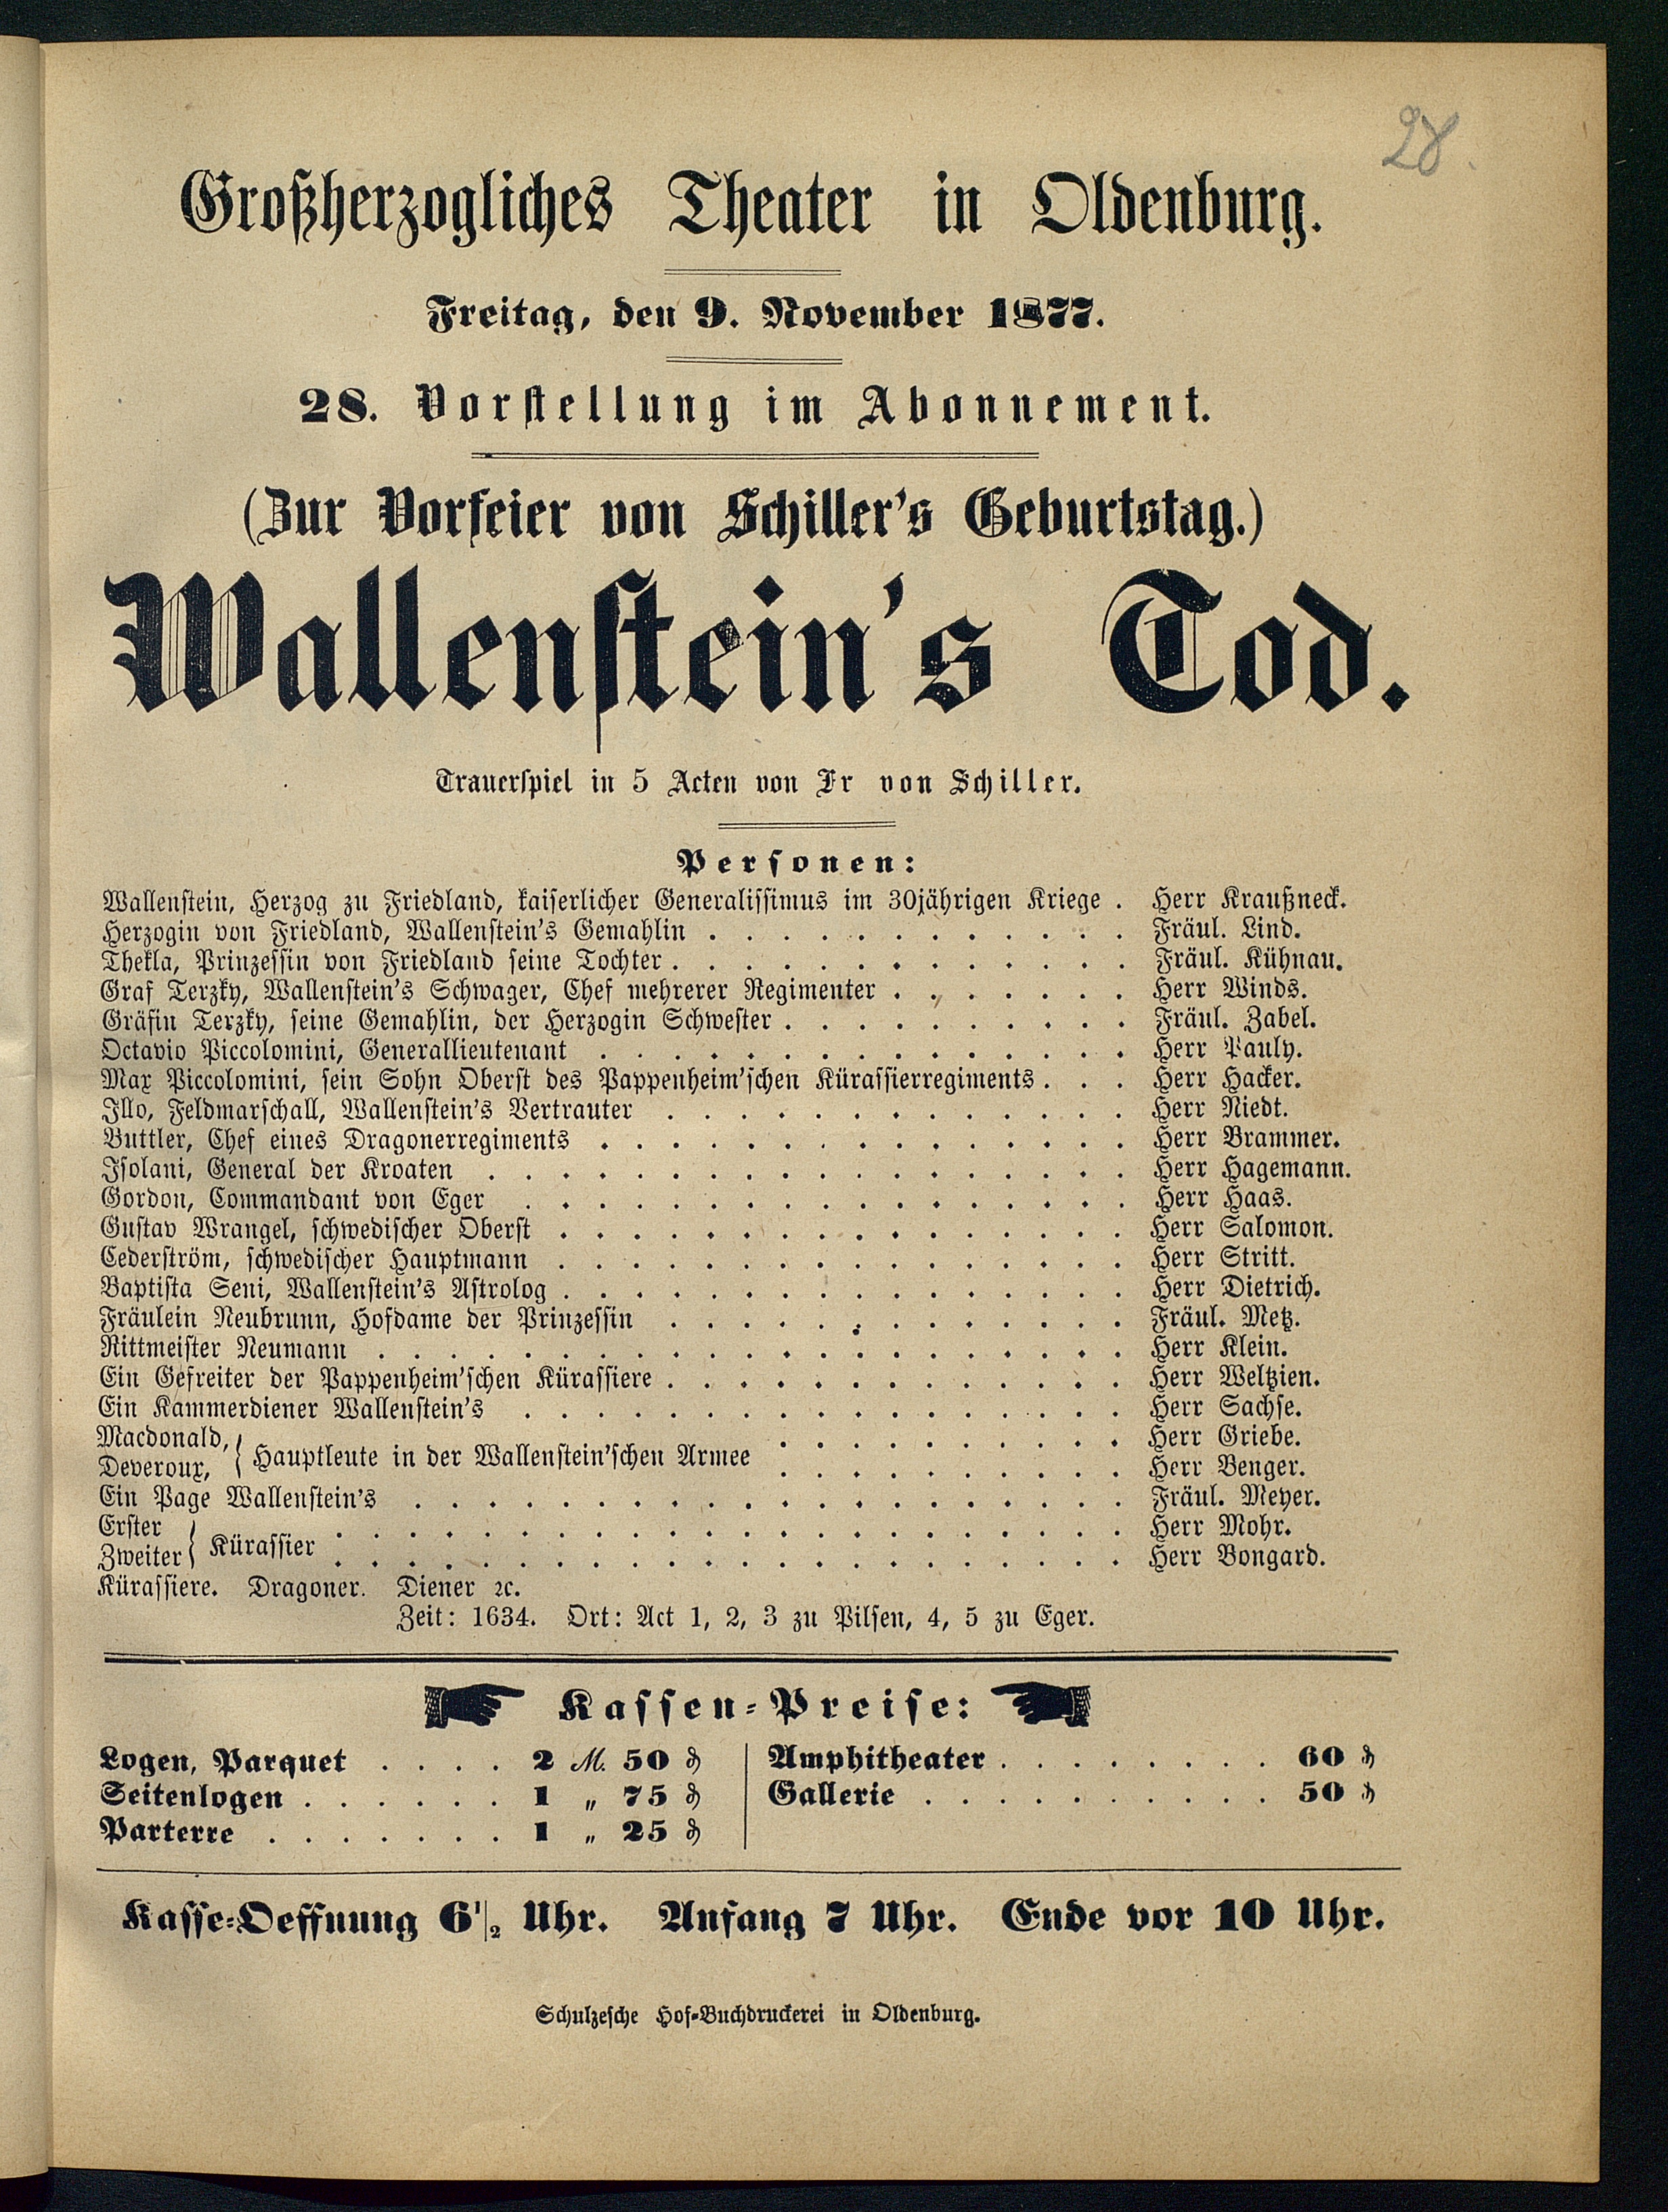 28.
Großherzogliches Theater in Oldenburg.
Freitag, den 9. November 1877.
28. Vorstellung im Abonnement.
(Zur Vorfeier von Schiller's Geburtstag.)
Wallenstein's Tod.
Trauerspiel in 5 Acten von Fr von Schiller.
Personen:
Wallenstein, Herzog zu Friedland, kaiserlicher Generalissimus im 30jährigen Kriege . Herr Kraußneck.
Herzogin von Friedland, Wallenstein's Gemahlin . . . . . . . . . . . . . . . Fräul. Lind.
Thekla, Prinzessin von Friedland seine Tochter . . . . . . . . . . . . . . . . Fräul. Kühnau.
Graf Terzky, Wallenstein's Schwager, Chef mehrerer Regimenter . . . . . . . . Herr Winds.
Gräfin Terzky, seine Gemahlin, der Herzogin Schwester . . . . . . . . . . . . Fräul. Zabel.
Octavio Piccolomini, Generallieutenant . . . . . . . . . . . . . . . . . . . Herr Pauly.
Max Piccolomini, sein Sohn Oberst des Pappenheim'schen Kürassierregiments . . . Herr Hacker.
Illo, Feldmarschall, Wallenstein's Vertrauter . . . . . . . . . . . . . . . . Herr Niedt.
Buttler, Chef eines Dragonerregiments . . . . . . . . . . . . . . . . . . . Herr Brammer.
Isolani, General der Kroaten . . . . . . . . . . . . . . . . . . . . . . . Herr Hagemann.
Gordon, Commandant von Eger . . . . . . . . . . . . . . . . . . . . . . Herr Haas.
Gustav Wrangel, schwedischer Oberst . . . . . . . . . . . . . . . . . . . . Herr Salomon.
Cederström, schwedischer Hauptmann . . . . . . . . . . . . . . . . . . . . Herr Stritt.
Baptista Seni, Wallenstein's Astrolog . . . . . . . . . . . . . . . . . . . . Herr Dietrich.
Fräulein Neubrunn, Hofdame der Prinzessin . . . . . . . . . . . . . . . . Fräul. Metz.
Rittmeister Neumann . . . . . . . . . . . . . . . . . . . . . . . . . . Herr Klein.
Ein Gefreiter der Pappenheim'schen Kürassiere . . . . . . . . . . . . . . . . Herr Weltzien.
Ein Kammerdiener Wallenstein's . . . . . . . . . . . . . . . . . . . . . Herr Sachse.
Macdonald, . . . . . . . . . . . . Herr Griebe.
Hauptleute in der Wallenstein'schen Armee
Deveroux, . . . . . . . . . . . . Herr Benger.
Ein Page Wallenstein's . . . . . . . . . . . . . . . . . . . . . . . . . Fräul. Meyer.
Erster . . . . . . . . . . . . . . . . . . . . . . . . . . . Herr Mohr.
Kürassier
Zweiter . . . . . . . . . . . . . . . . . . . . . . . . . . . Herr Bongard.
Kürassiere. Dragoner. Diener ꝛc.
Zeit: 1634. Ort: Act 1, 2, 3 zu Pilsen, 4, 5 zu Eger.
Kassen-Preise:
Logen, Parquet . . . . 2 M. 50 ₰
Seitenlogen . . . . . . 1 „ 75 ₰
Parterre . . . . . . . 1 „ 25 ₰
Amphitheater . . . . . . . . 60 ₰
Gallerie . . . . . . . . . . 50 ₰
Kasse-Oeffnung 6 1/2 Uhr. Anfang 7 Uhr. Ende vor 10 Uhr.
Schulzesche Hof-Buchdruckerei in Oldenburg.